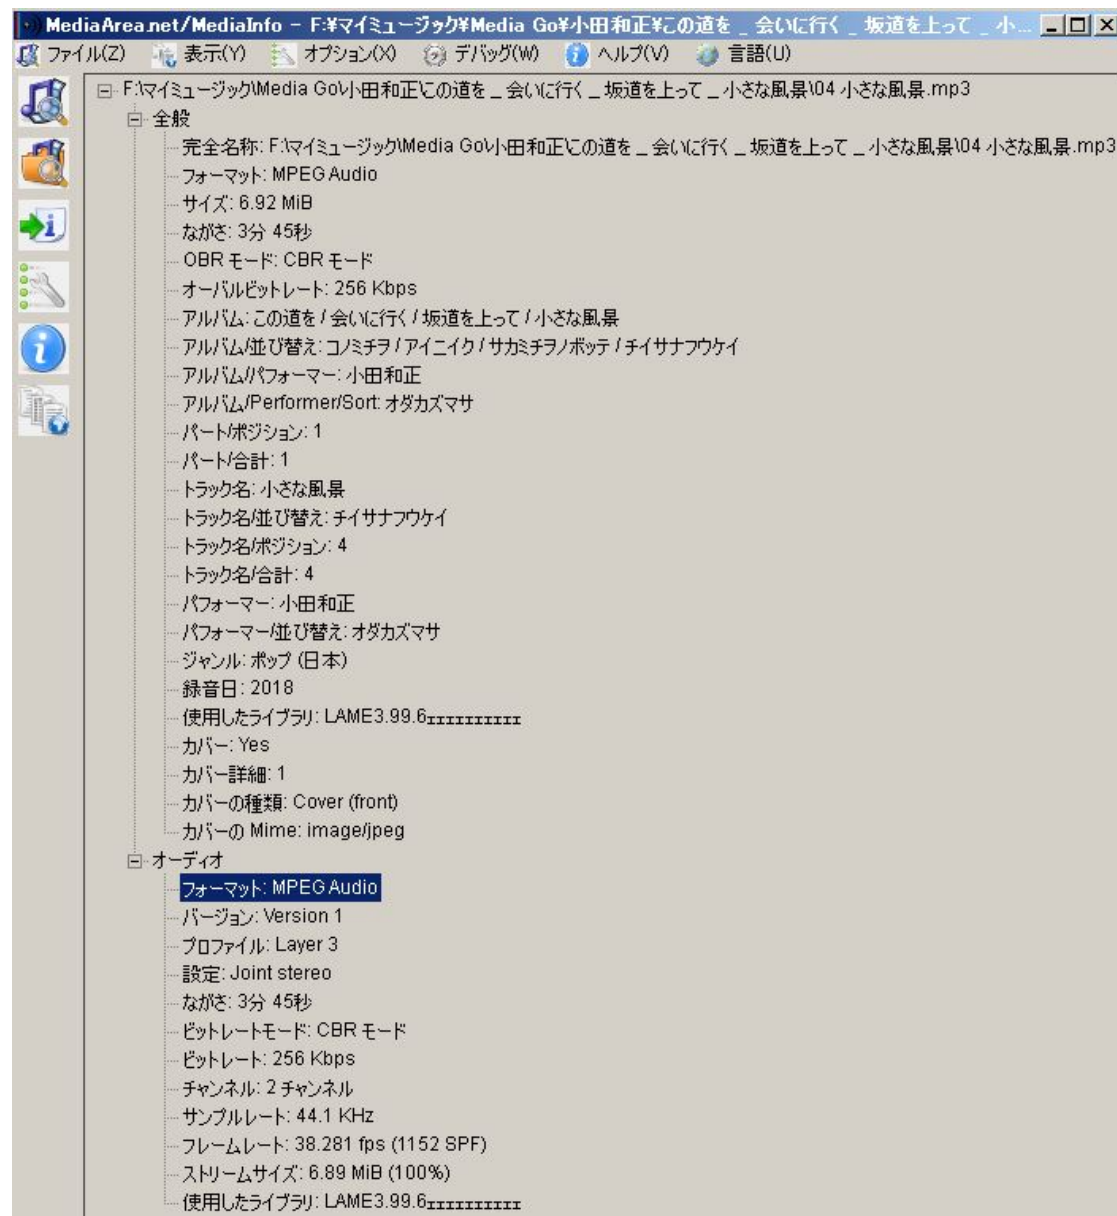 MediaArea.net/MediaInfo - F:¥マイミュージック¥Media Go¥小田和正¥この道を _ 会いに行く _ 坂道を上って _ 小...
ファイル(Z) 表示(Y) オプション(X) デバッグ(W) ヘルプ(V) 言語(U)
F:\マイミュージック\Media Go\小田和正\この道を _ 会いに行く _ 坂道を上って _ 小さな風景\04 小さな風景.mp3
全般
完全名称: F:\マイミュージック\Media Go\小田和正\この道を _ 会いに行く _ 坂道を上って _ 小さな風景\04 小さな風景.mp3
フォーマット: MPEG Audio
サイズ: 6.92 MiB
ながさ: 3分 45秒
OBR モード: CBR モード
オーバルビットレート: 256 Kbps
アルバム: この道を / 会いに行く / 坂道を上って / 小さな風景
アルバム/並び替え: コノミチヲ / アイニイク / サカミチヲノボッテ / チイサナフウケイ
アルバム/パフォーマー: 小田和正
アルバム/Performer/Sort: オダカズマサ
パート/ポジション: 1
パート/合計: 1
トラック名: 小さな風景
トラック名/並び替え: チイサナフウケイ
トラック名/ポジション: 4
トラック名/合計: 4
パフォーマー: 小田和正
パフォーマー/並び替え: オダカズマサ
ジャンル: ポップ (日本)
録音日: 2018
使用したライブラリ: LAME3.99.6ｪｪｪｪｪｪｪｪｪｪ
カバー: Yes
カバー詳細: 1
カバーの種類: Cover (front)
カバーの Mime: image/jpeg
オーディオ
フォーマット: MPEG Audio
バージョン: Version 1
プロファイル: Layer 3
設定: Joint stereo
ながさ: 3分 45秒
ビットレートモード: CBR モード
ビットレート: 256 Kbps
チャンネル: 2 チャンネル
サンプルレート: 44.1 KHz
フレームレート: 38.281 fps (1152 SPF)
ストリームサイズ: 6.89 MiB (100%)
使用したライブラリ: LAME3.99.6ｪｪｪｪｪｪｪｪｪｪ